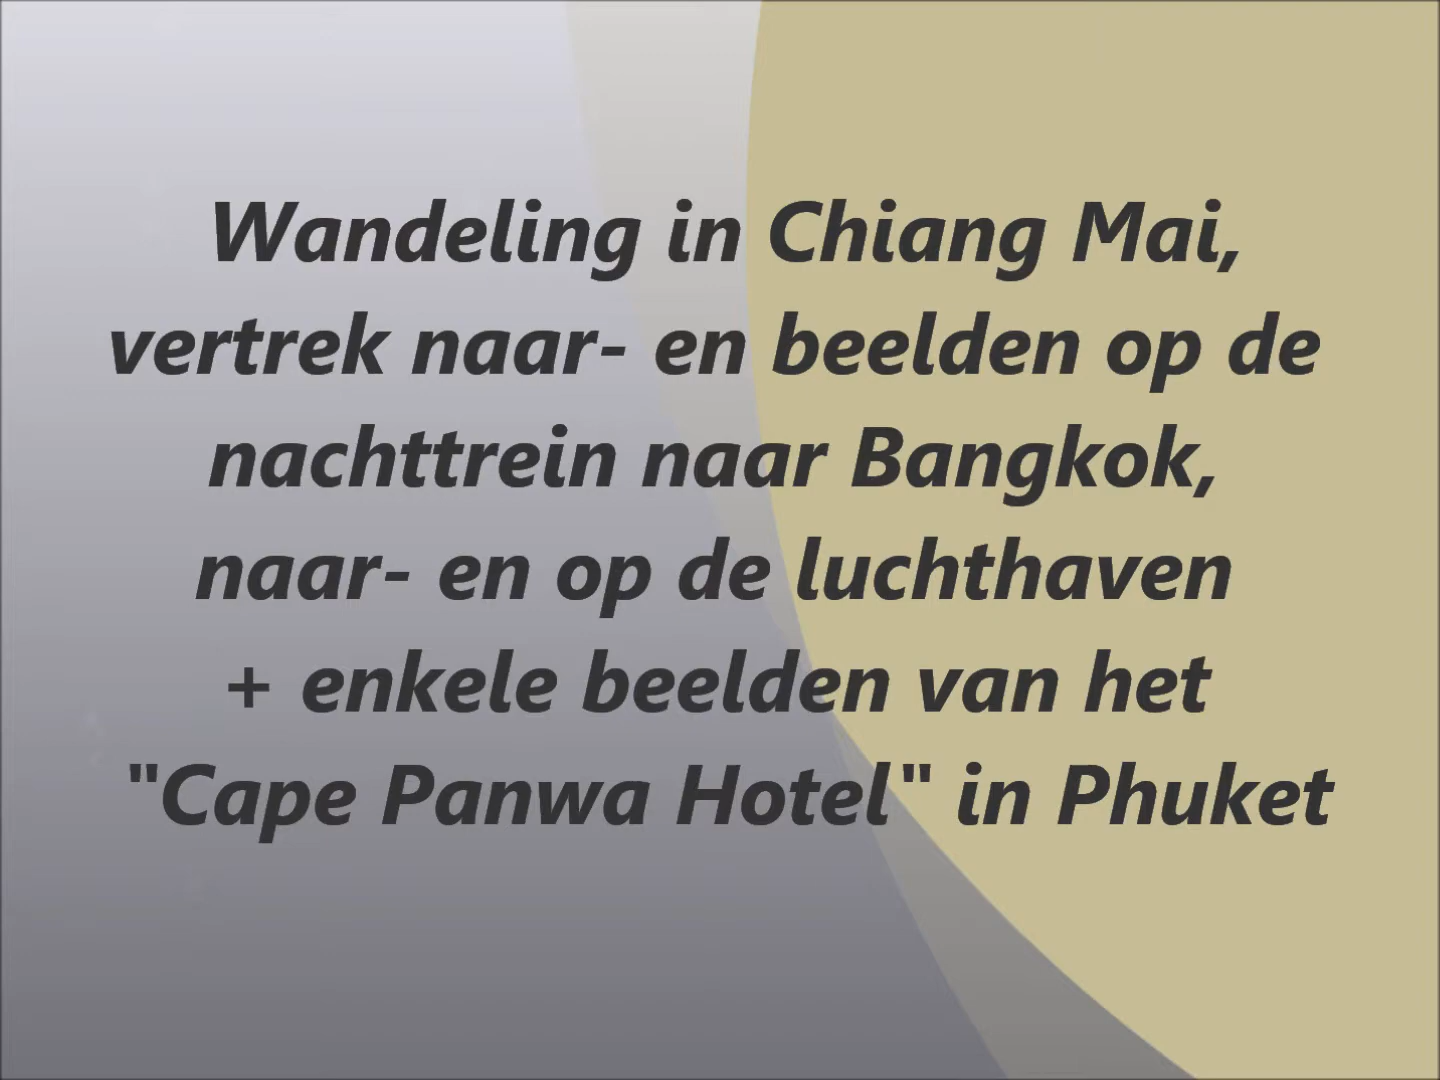 Wandeling in Chiang Mai,
vertrek naar- en beelden op de
nachttrein naar Bangkok,
naar- en op de luchthaven
+ enkele beelden van het
"Cape Panwa Hotel" in Phuket